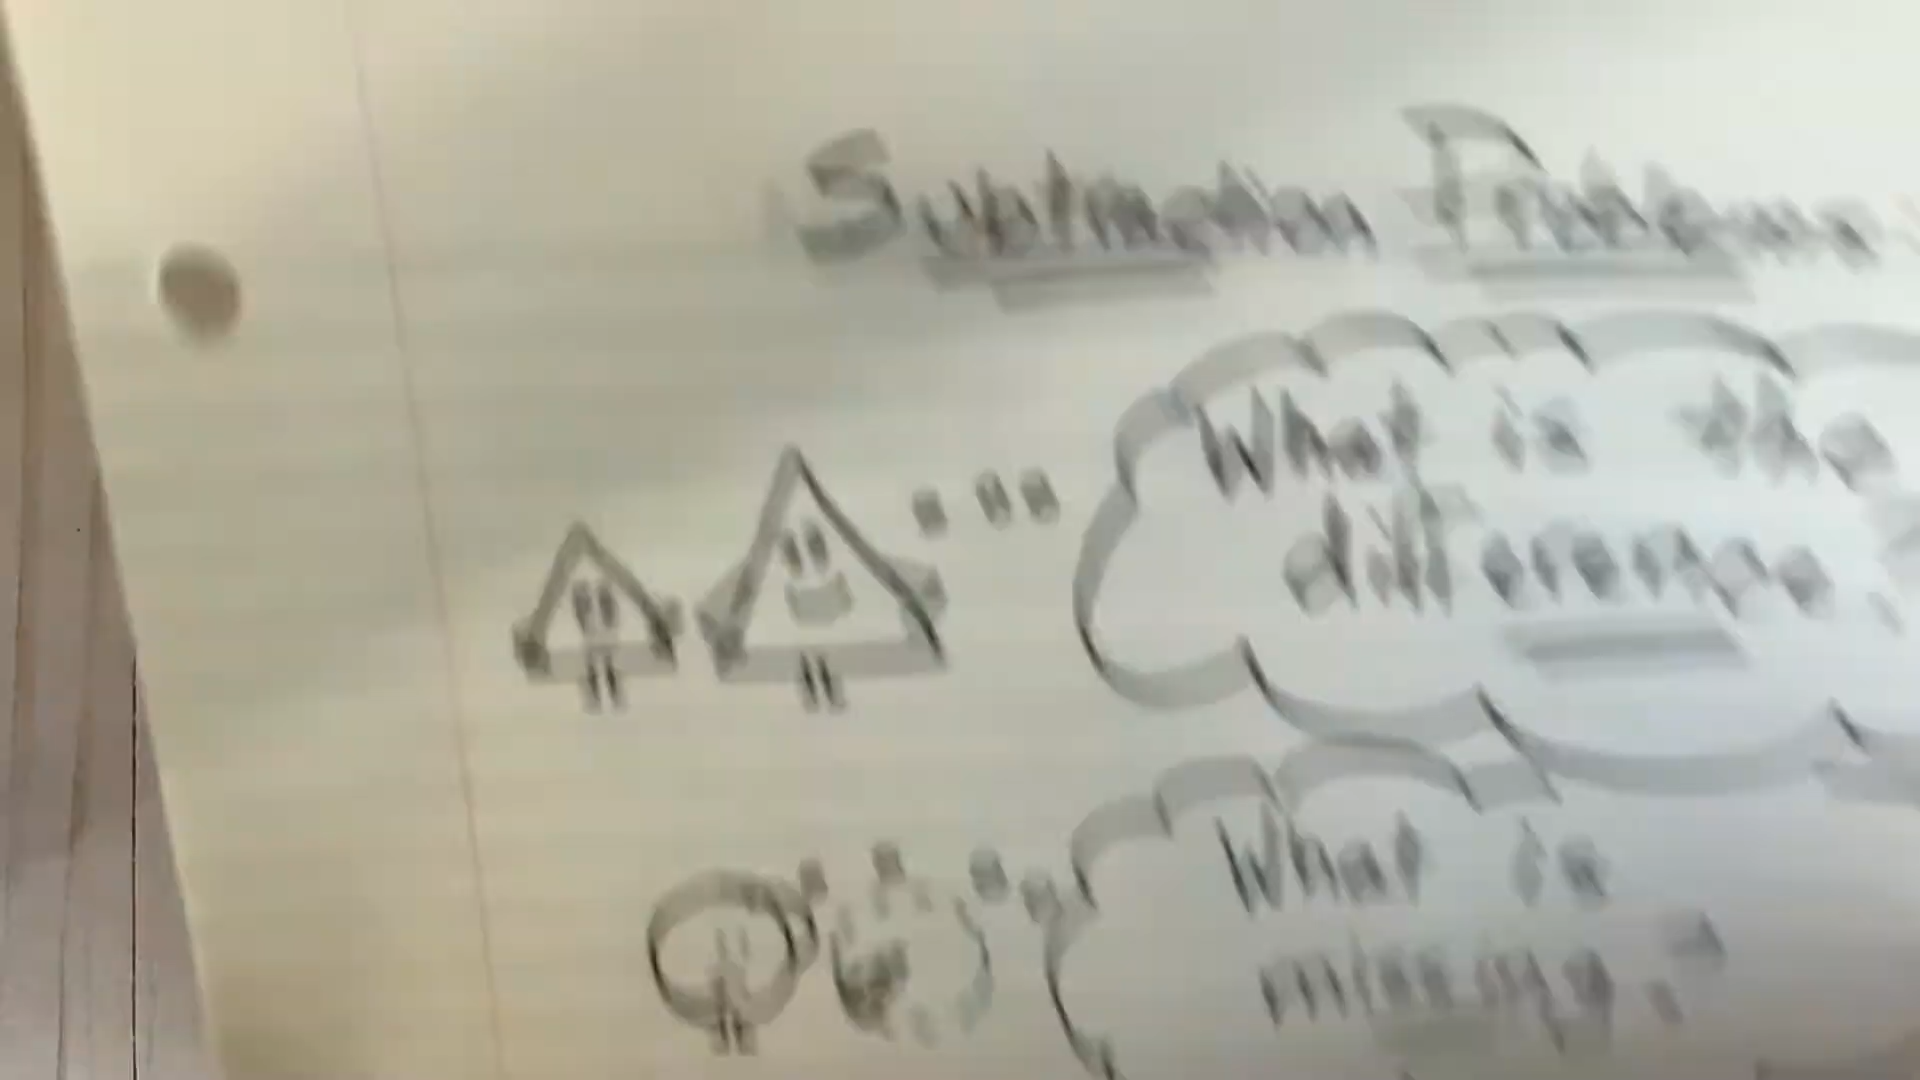 Subtraction Problems
What is the
difference
What is
missing?